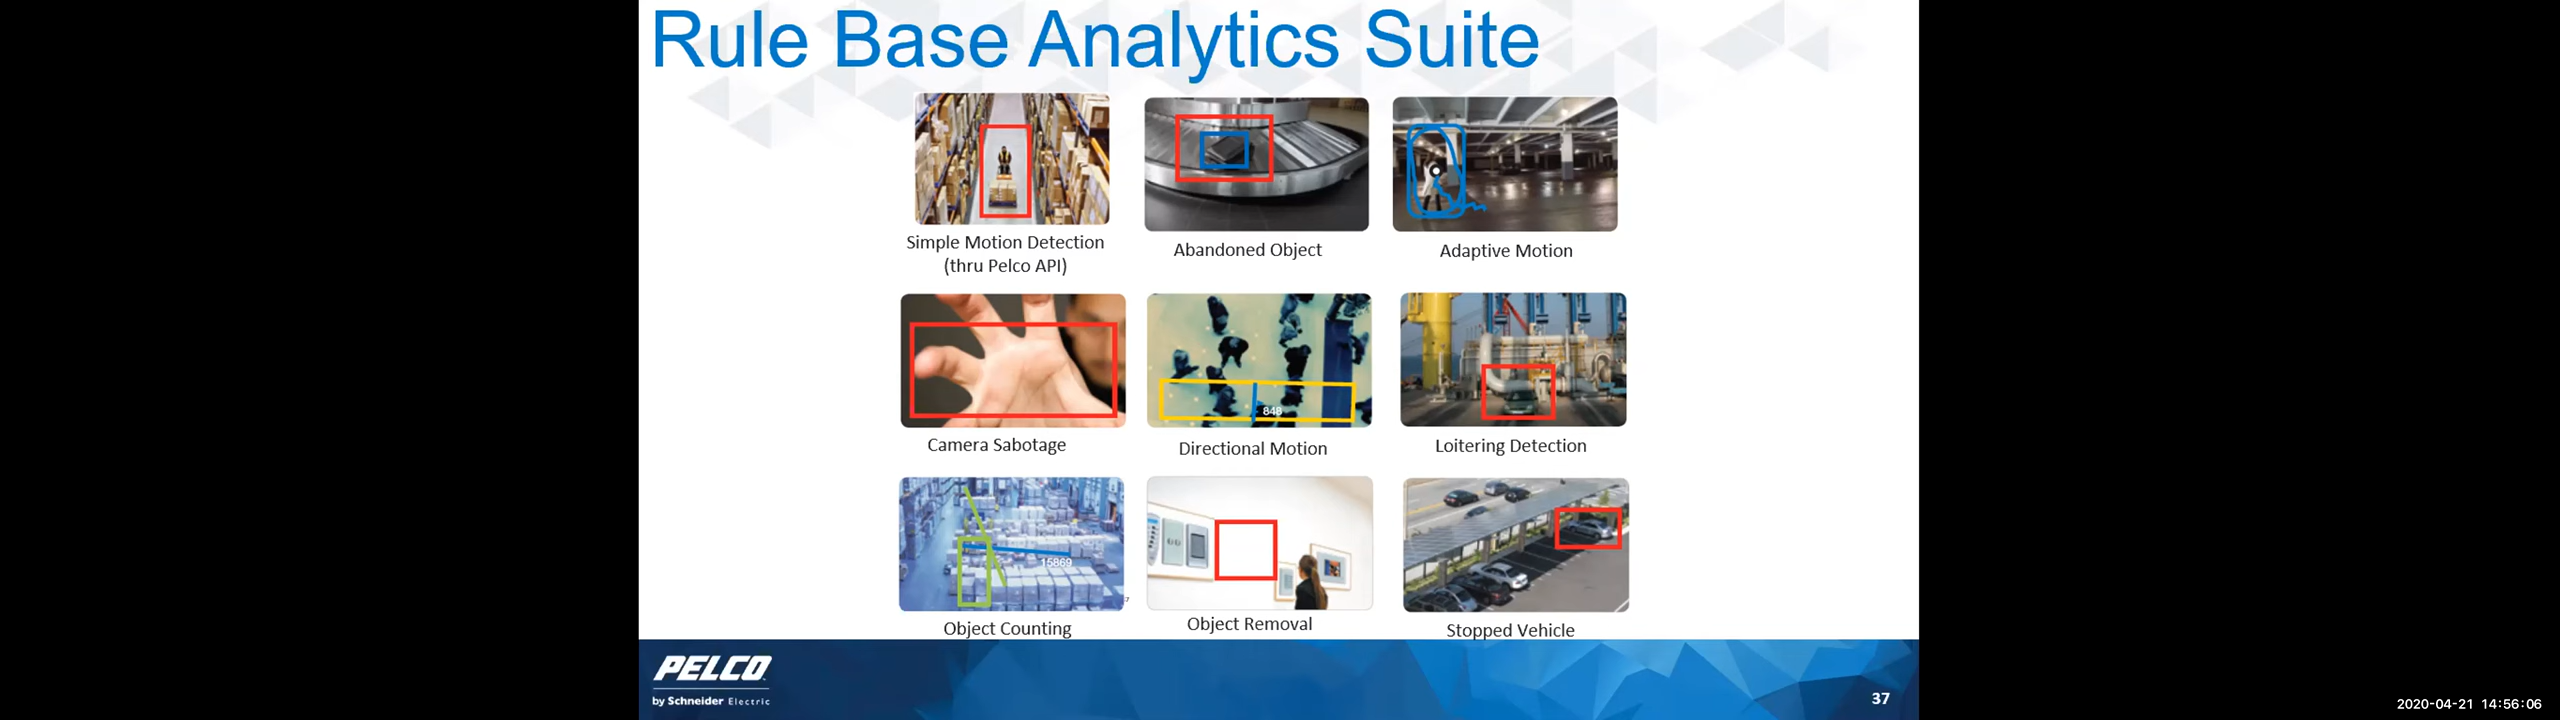 Rule Base Analytics Suite
Simple Motion Detection
(thru Pelco API)
Abandoned Object
Adaptive Motion
848
Camera Sabotage
Directional Motion
Loitering Detection
15869
Object Counting
Object Removal
Stopped Vehicle
PELCO
by Schneider Electric
37
2020-04-21 14:56:06